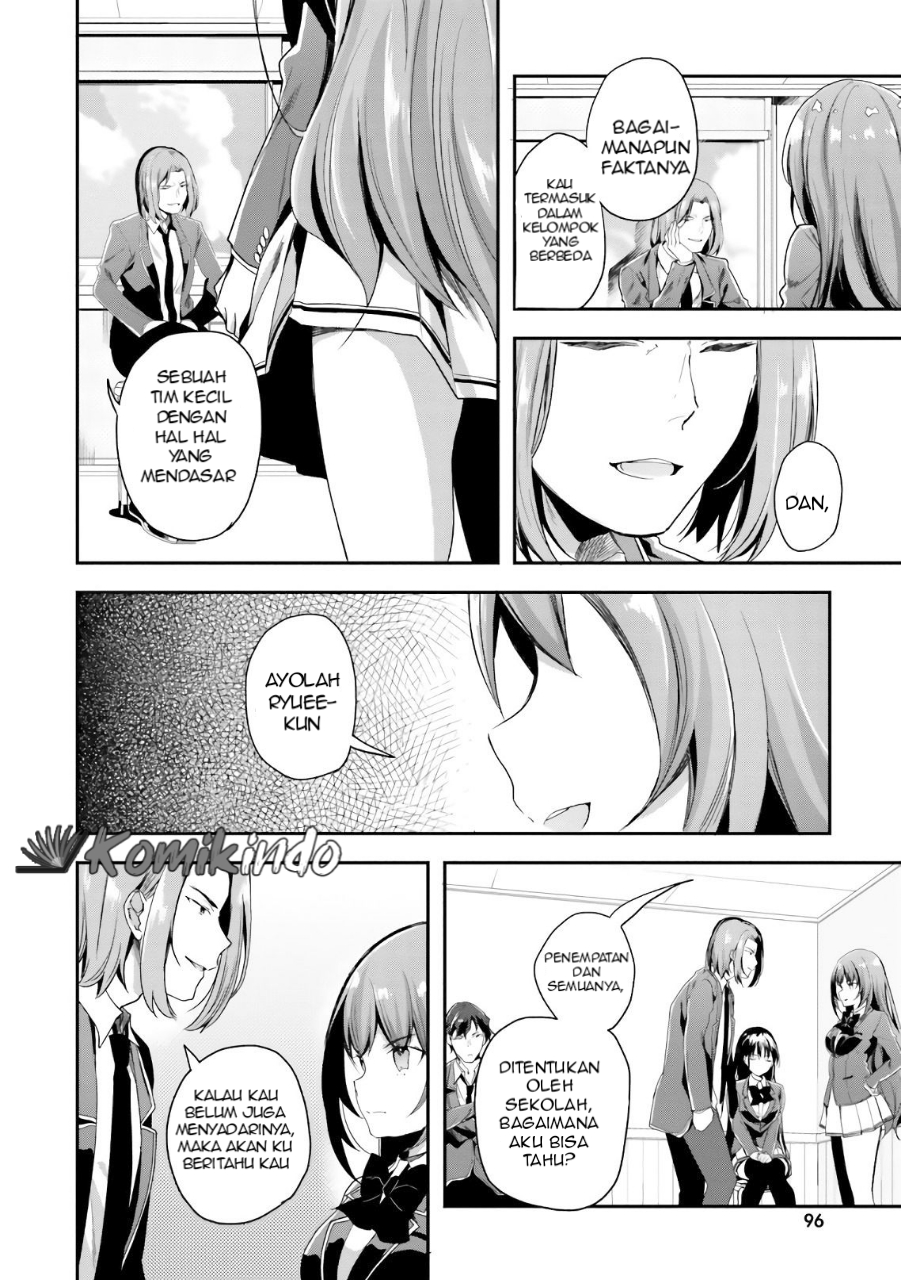 BAGAI-
MANAPUN
FAKTANYA
KAU
TERMASUK
DALAM
KELOMPOK
YANG
BERBEDA
DAN,
SEBUAH
TIM KECIL
DENGAN
HAL HAL
YANG
MENDASAR
AYOLAH
RYUEE-
KUN
Komikindo
PENEMPATAN
DAN
SEMUANYA,
DITENTUKAN
OLEH
SEKOLAH,
BAGAIMANA
AKU BISA
TAHU?
KALAU KAU
BELUM JUGA
MENYADARINYA,
MAKA AKAN KU
BERITAHU KAU
96